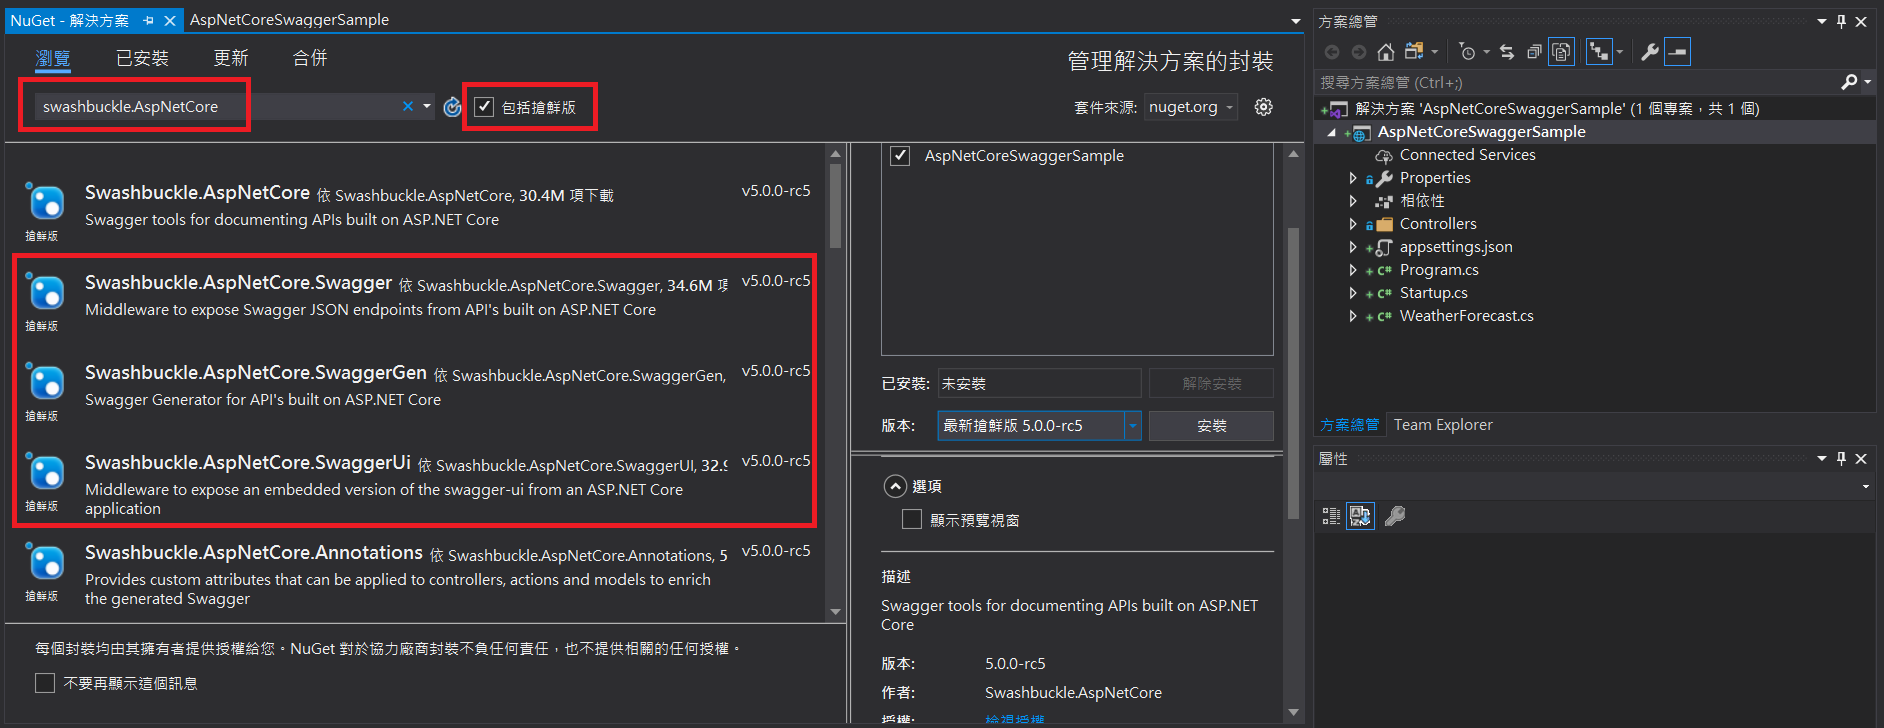 NuGet - 解決方案
AspNetCoreSwaggerSample
瀏覽 已安裝 更新 合併
管理解決方案的封裝
swashbuckle.AspNetCore
包括搶鮮版
套件來源: nuget.org
Swashbuckle.AspNetCore 依 Swashbuckle.AspNetCore, 30.4M 項下載 v5.0.0-rc5
Swagger tools for documenting APIs built on ASP.NET Core
搶鮮版
Swashbuckle.AspNetCore.Swagger 依 Swashbuckle.AspNetCore.Swagger, 34.6M 項 v5.0.0-rc5
Middleware to expose Swagger JSON endpoints from API's built on ASP.NET Core
搶鮮版
Swashbuckle.AspNetCore.SwaggerGen 依 Swashbuckle.AspNetCore.SwaggerGen, v5.0.0-rc5
Swagger Generator for API's built on ASP.NET Core
搶鮮版
Swashbuckle.AspNetCore.SwaggerUi 依 Swashbuckle.AspNetCore.SwaggerUI, 32.9 v5.0.0-rc5
Middleware to expose an embedded version of the swagger-ui from an ASP.NET Core
application
搶鮮版
Swashbuckle.AspNetCore.Annotations 依 Swashbuckle.AspNetCore.Annotations, 5 v5.0.0-rc5
Provides custom attributes that can be applied to controllers, actions and models to enrich
the generated Swagger
搶鮮版
每個封裝均由其擁有者提供授權給您。NuGet 對於協力廠商封裝不負任何責任，也不提供相關的任何授權。
不要再顯示這個訊息
AspNetCoreSwaggerSample
已安裝: 未安裝 解除安裝
版本: 最新搶鮮版 5.0.0-rc5 安裝
選項
顯示預覽視窗
描述
Swagger tools for documenting APIs built on ASP.NET
Core
版本: 5.0.0-rc5
作者: Swashbuckle.AspNetCore
授權: 檢視授權
方案總管
搜尋方案總管 (Ctrl+;)
解決方案 'AspNetCoreSwaggerSample' (1 個專案，共 1 個)
AspNetCoreSwaggerSample
Connected Services
Properties
相依性
Controllers
appsettings.json
C# Program.cs
C# Startup.cs
C# WeatherForecast.cs
方案總管 Team Explorer
屬性